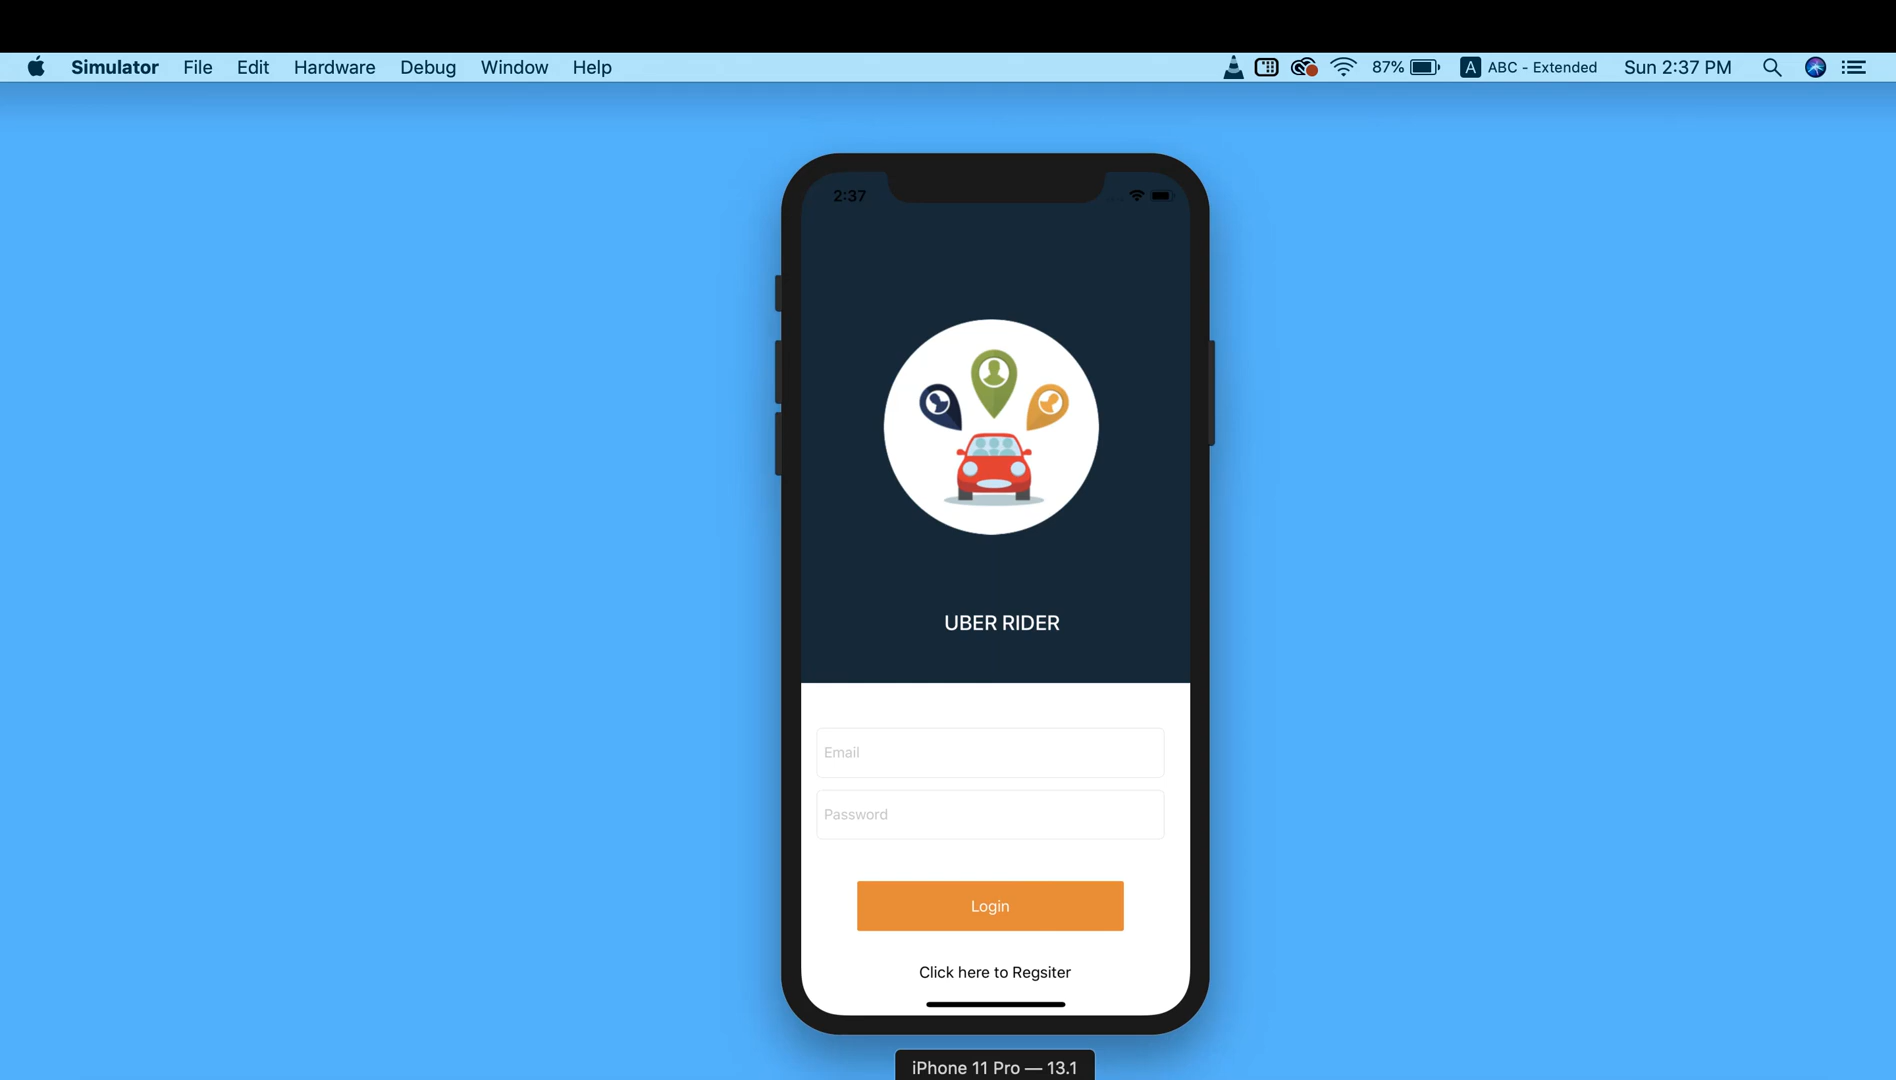 Simulator File Edit Hardware Debug Window Help 87% A ABC - Extended Sun 2:37 PM
2:37
UBER RIDER
Email
Password
Login
Click here to Regsiter
iPhone 11 Pro — 13.1